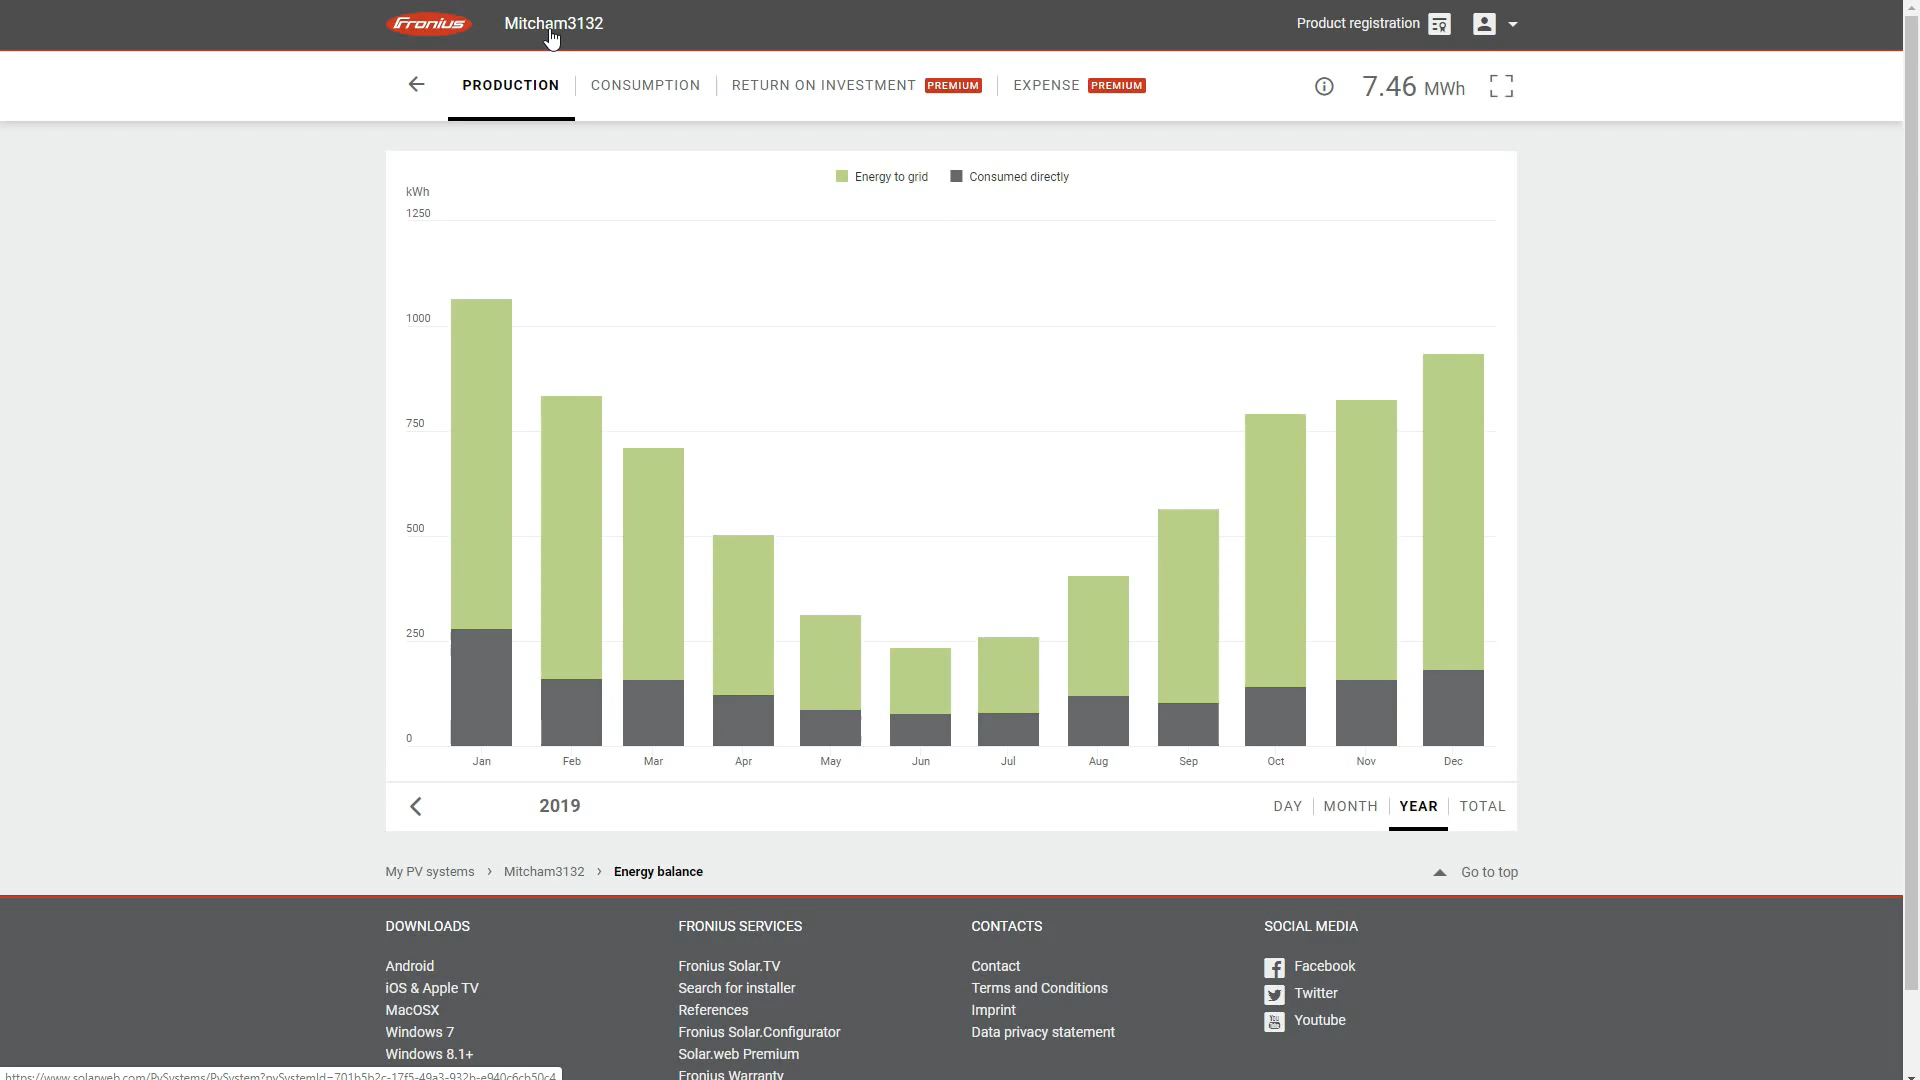 Fronius
Mitcham3132
Product registration
PRODUCTION
CONSUMPTION
RETURN ON INVESTMENT PREMIUM
EXPENSE PREMIUM
7.46 MWh
Energy to grid
Consumed directly
kWh
1250
1000
750
500
250
0
Jan Feb Mar Apr May Jun Jul Aug Sep Oct Nov Dec
2019
DAY
MONTH
YEAR
TOTAL
My PV systems > Mitcham3132 > Energy balance
Go to top
DOWNLOADS
Android
iOS & Apple TV
MacOSX
Windows 7
Windows 8.1+
FRONIUS SERVICES
Fronius Solar.TV
Search for installer
References
Fronius Solar.Configurator
Solar.web Premium
Fronius Warranty
CONTACTS
Contact
Terms and Conditions
Imprint
Data privacy statement
SOCIAL MEDIA
Facebook
Twitter
Youtube